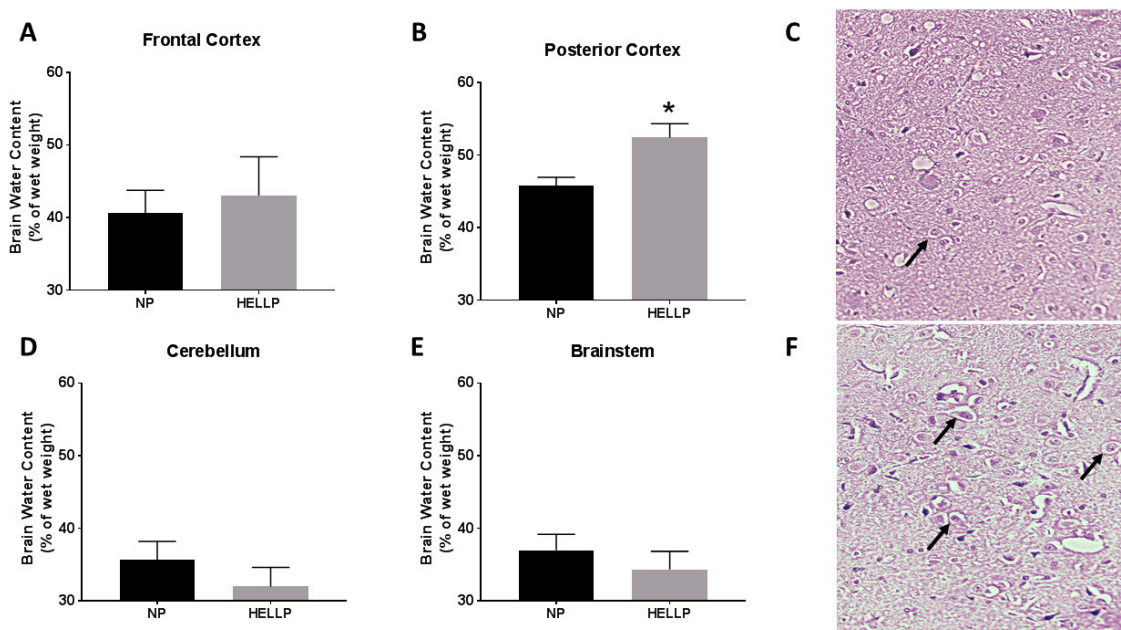 A
Frontal Cortex
Brain Water Content
(% of wet weight)
60
50
40
30
NP
HELLP
B
Posterior Cortex
Brain Water Content
(% of wet weight)
60
50
40
30
*
NP
HELLP
C
D
Cerebellum
Brain Water Content
(% of wet weight)
60
50
40
30
NP
HELLP
E
Brainstem
Brain Water Content
(% of wet weight)
60
50
40
30
NP
HELLP
F